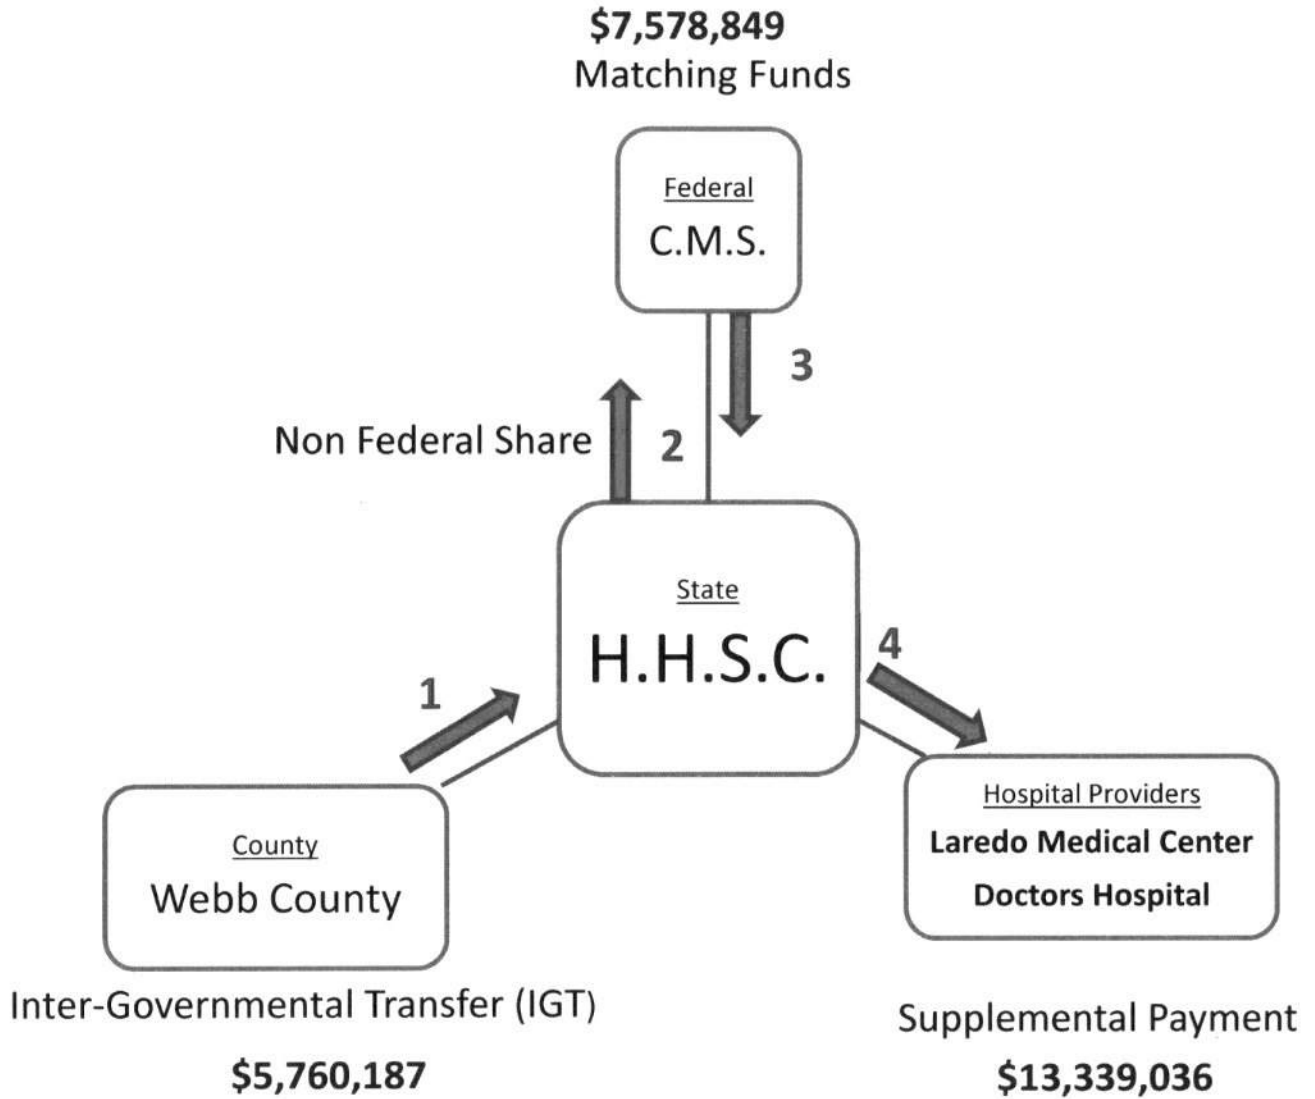 $7,578,849
Matching Funds
Federal
C.M.S.
3
Non Federal Share
2
State
H.H.S.C.
4
1
Hospital Providers
Laredo Medical Center
Doctors Hospital
County
Webb County
Inter-Governmental Transfer (IGT)
$5,760,187
Supplemental Payment
$13,339,036